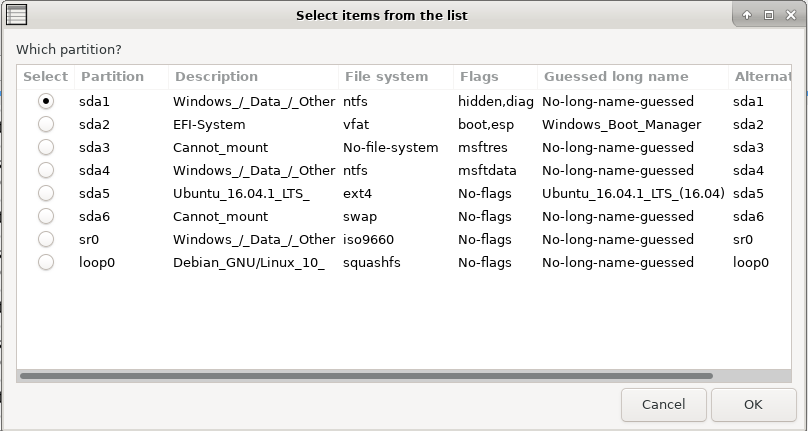 Select items from the list
Which partition?
Select Partition Description File system Flags Guessed long name Alternat
sda1 Windows_/_Data_/_Other ntfs hidden,diag No-long-name-guessed sda1
sda2 EFI-System vfat boot,esp Windows_Boot_Manager sda2
sda3 Cannot_mount No-file-system msftres No-long-name-guessed sda3
sda4 Windows_/_Data_/_Other ntfs msftdata No-long-name-guessed sda4
sda5 Ubuntu_16.04.1_LTS_ ext4 No-flags Ubuntu_16.04.1_LTS_(16.04) sda5
sda6 Cannot_mount swap No-flags No-long-name-guessed sda6
sr0 Windows_/_Data_/_Other iso9660 No-flags No-long-name-guessed sr0
loop0 Debian_GNU/Linux_10_ squashfs No-flags No-long-name-guessed loop0
Cancel OK